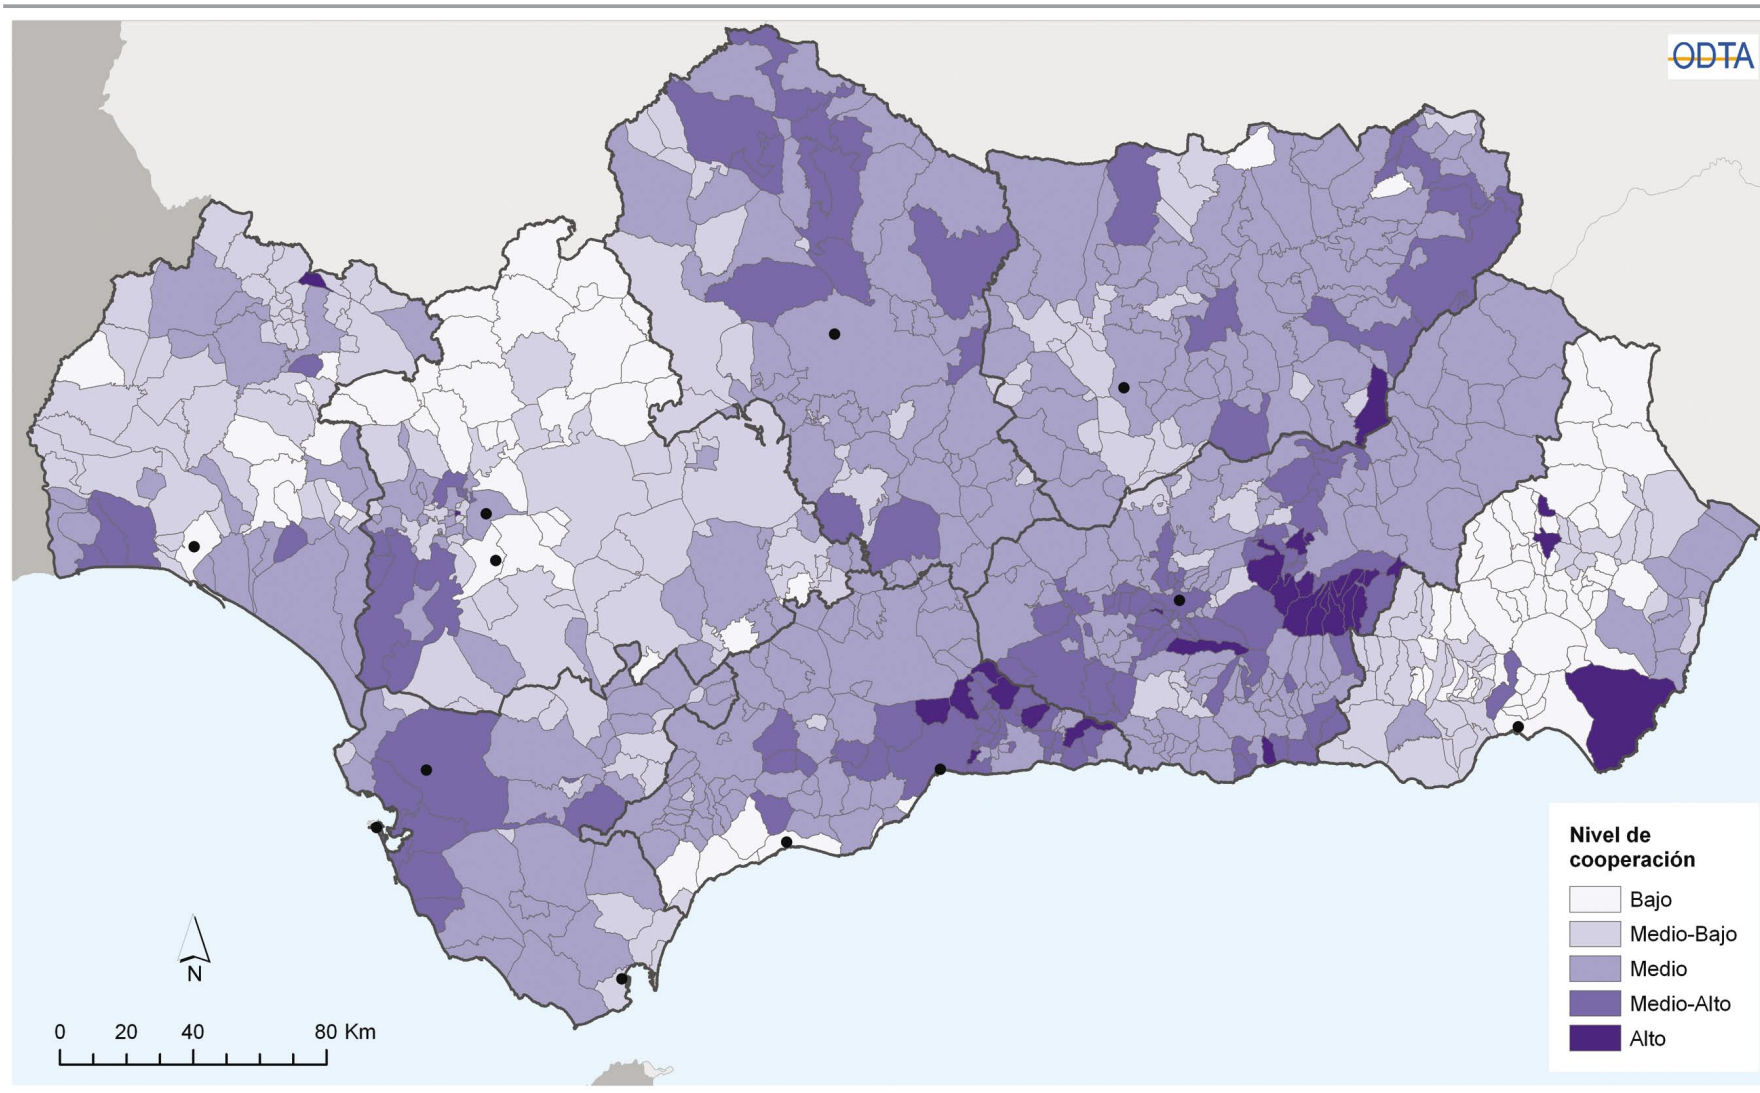 ODTA
Nivel de
cooperación
Bajo
Medio-Bajo
Medio
Medio-Alto
Alto
N
0 20 40 80 Km